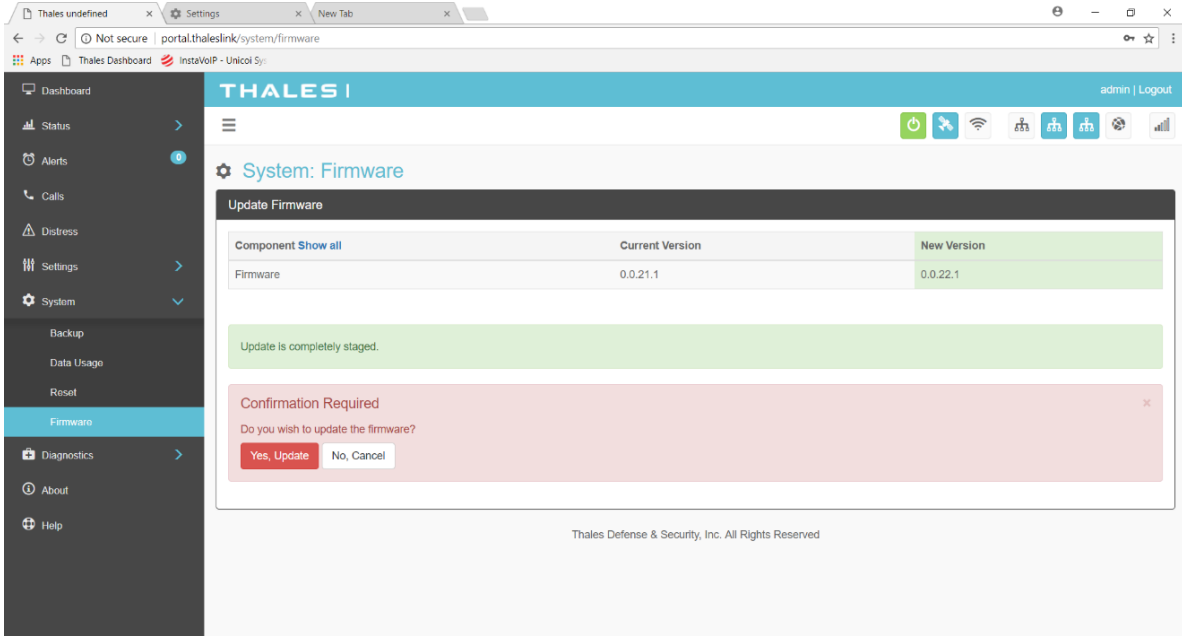 Thales undefined
Settings
New Tab
Not secure | portal.thaleslink/system/firmware
Apps Thales Dashboard InstaVoIP - Unicoi Sys
Dashboard
THALES
admin | Logout
Status
Alerts 0
Calls
Distress
Settings
System
Backup
Data Usage
Reset
Firmware
Diagnostics
About
Help
System: Firmware
Update Firmware
Component Show all Current Version New Version
Firmware 0.0.21.1 0.0.22.1
Update is completely staged.
Confirmation Required
Do you wish to update the firmware?
Yes, Update No, Cancel
Thales Defense & Security, Inc. All Rights Reserved